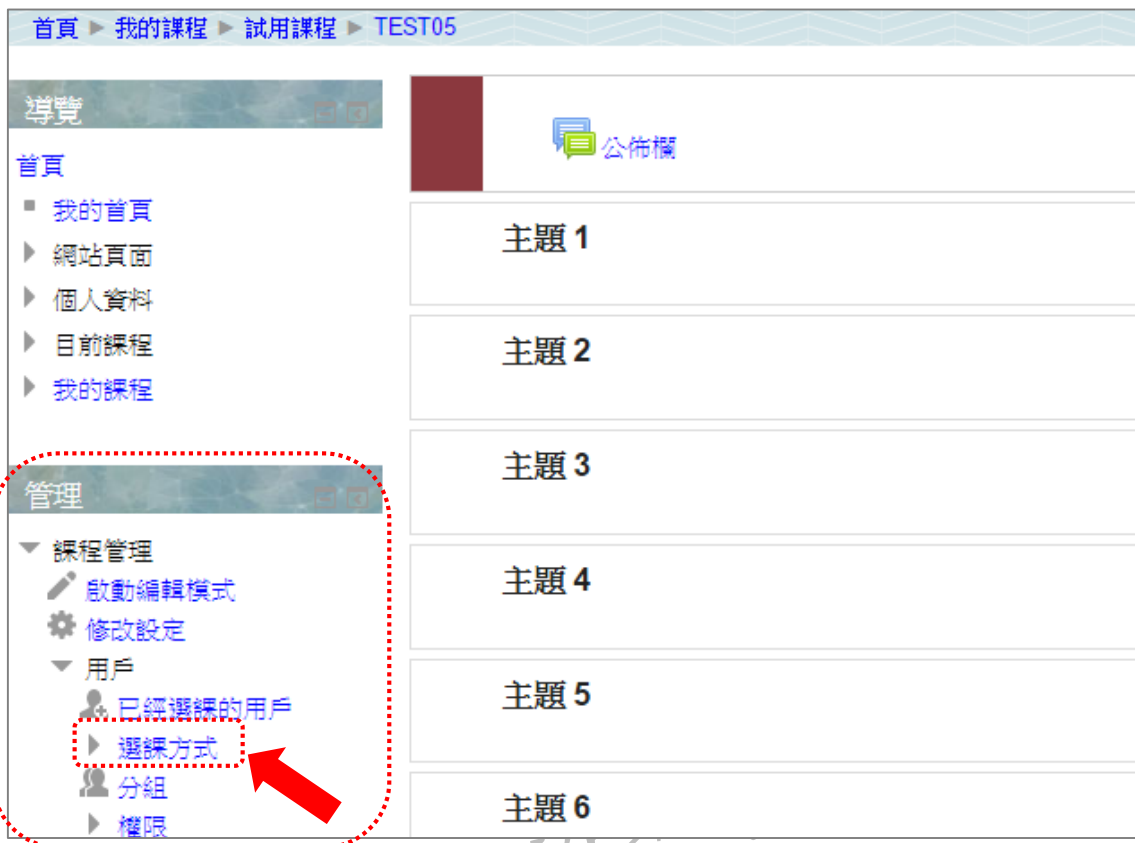 首頁 ▶ 我的課程 ▶ 試用課程 ▶ TEST05
導覽
首頁
我的首頁
網站頁面
個人資料
目前課程
我的課程
管理
課程管理
啟動編輯模式
修改設定
用戶
已經選課的用戶
選課方式
分組
權限
公佈欄
主題 1
主題 2
主題 3
主題 4
主題 5
主題 6